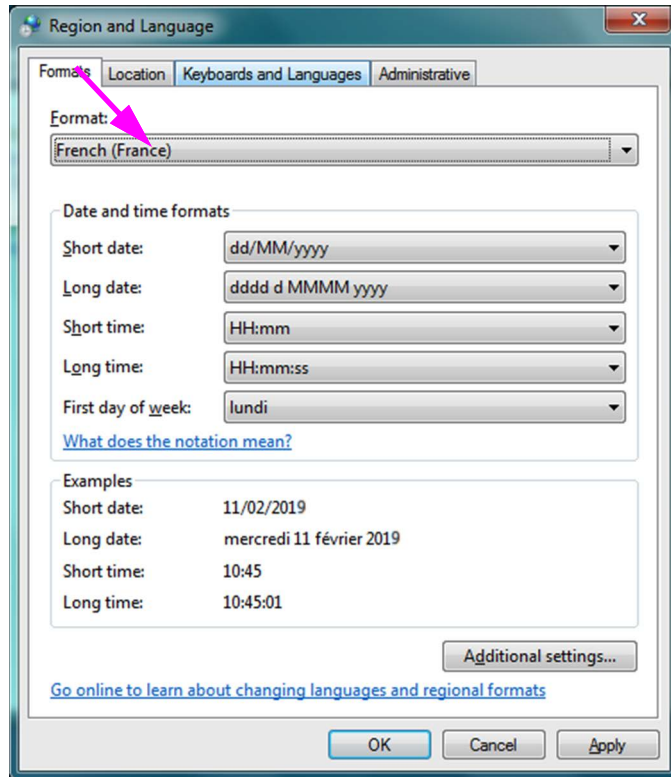 Region and Language
Formats Location Keyboards and Languages Administrative
Format:
French (France)
Date and time formats
Short date: dd/MM/yyyy
Long date: dddd d MMMM yyyy
Short time: HH:mm
Long time: HH:mm:ss
First day of week: lundi
What does the notation mean?
Examples
Short date: 11/02/2019
Long date: mercredi 11 février 2019
Short time: 10:45
Long time: 10:45:01
Additional settings...
Go online to learn about changing languages and regional formats
OK Cancel Apply